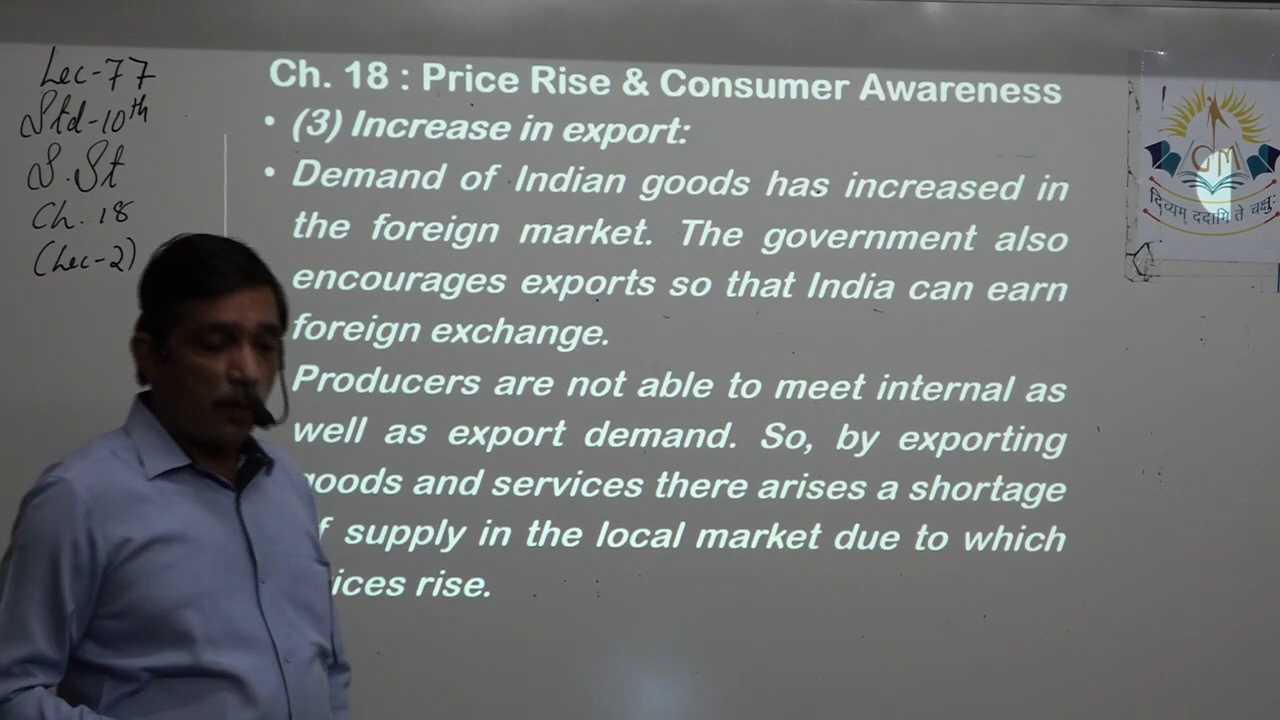 Lec-77
Std-10th
S.St
Ch. 18
(Lec-2)
Ch. 18 : Price Rise & Consumer Awareness
• (3) Increase in export:
• Demand of Indian goods has increased in
the foreign market. The government also
encourages exports so that India can earn
foreign exchange.
Producers are not able to meet internal as
well as export demand. So, by exporting
goods and services there arises a shortage
f supply in the local market due to which
ices rise.
GM
दिव्यम् ददामि ते चक्षुः